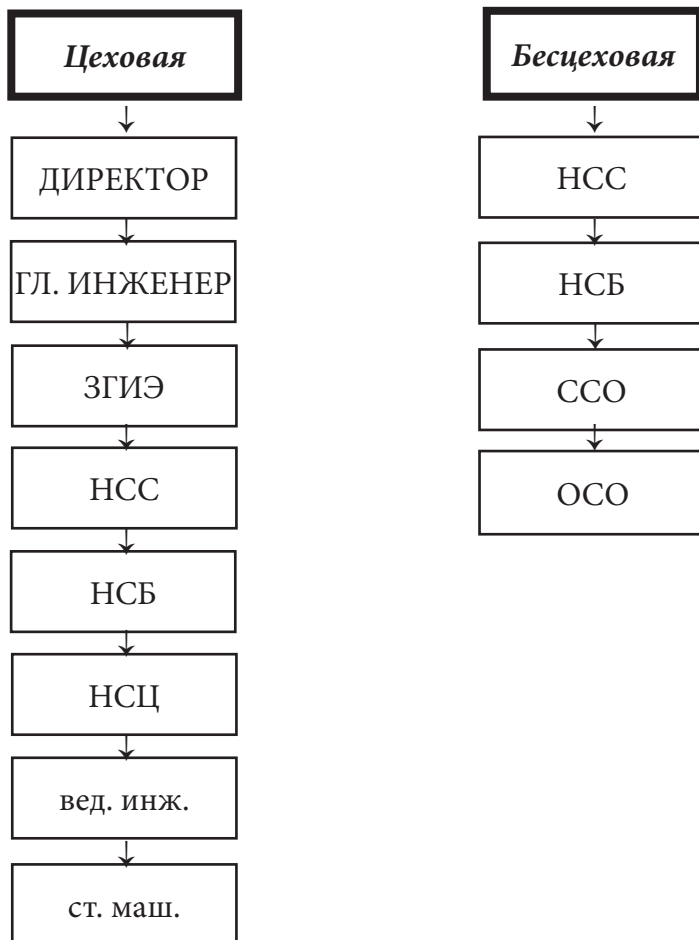 Цеховая
ДИРЕКТОР
ГЛ. ИНЖЕНЕР
ЗГИЭ
НСС
НСБ
НСЦ
вед. инж.
ст. маш.
Бесцеховая
НСС
НСБ
ССО
ОСО